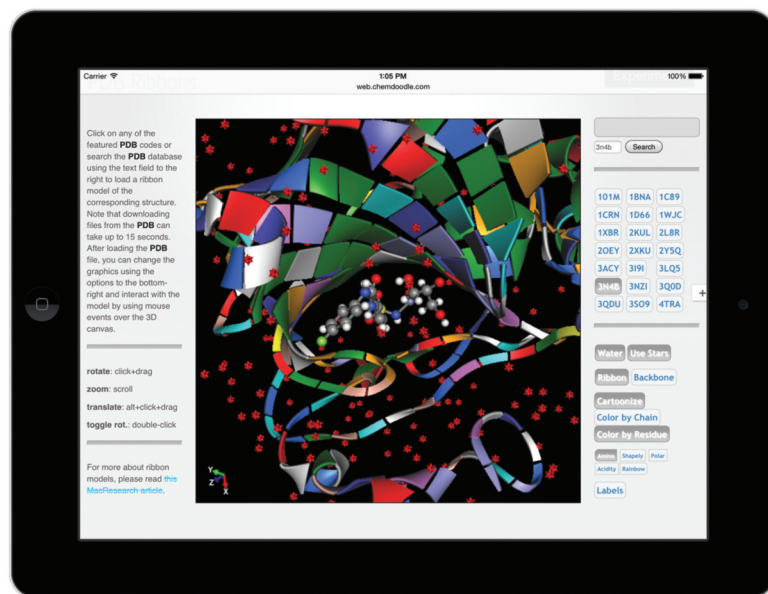 Carrier
1:05 PM
100%
web.chemdoodle.com
PDB Ribbons
Click on any of the
featured PDB codes or
search the PDB database
using the text field to the
right to load a ribbon
model of the
corresponding structure.
Note that downloading
files from the PDB can
take up to 15 seconds.
After loading the PDB
file, you can change the
graphics using the
options to the bottom-
right and interact with the
model by using mouse
events over the 3D
canvas.
rotate: click+drag
zoom: scroll
translate: alt+click+drag
toggle rot.: double-click
For more about ribbon
models, please read this
MacResearch article.
Y
Z
X
3n4b Search
101M 1BNA 1C89
1CRN 1D66 1WJC
1XBR 2KUL 2L8R
2OEY 2XKU 2Y5Q
3ACY 3I9I 3LQ5
3N4B 3NZI 3Q0D
3QDU 3SO9 4TRA
+
Water Use Stars
Ribbon Backbone
Cartoonize
Color by Chain
Color by Residue
Amino Shapely Polar
Acidity Rainbow
Labels